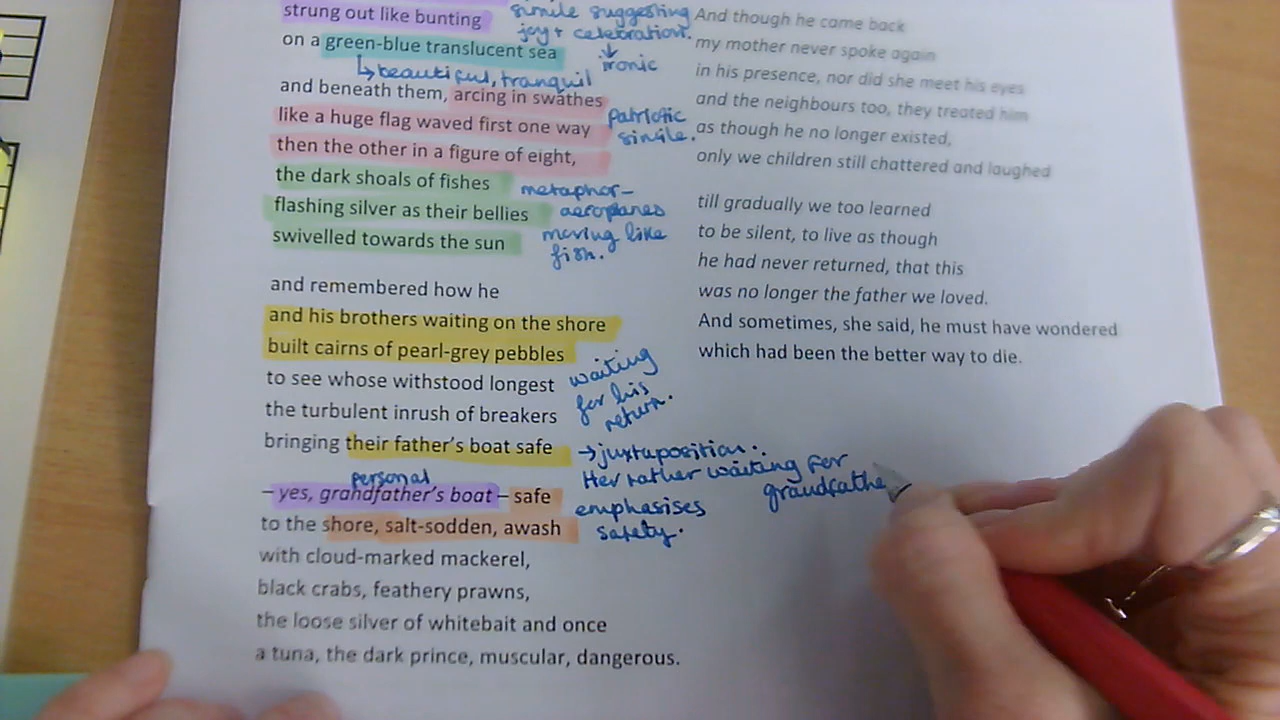 strung out like bunting
on a green-blue translucent sea
and beneath them, arcing in swathes
like a huge flag waved first one way
then the other in a figure of eight,
the dark shoals of fishes
flashing silver as their bellies
swivelled towards the sun
and remembered how he
and his brothers waiting on the shore
built cairns of pearl-grey pebbles
to see whose withstood longest
the turbulent inrush of breakers
bringing their father's boat safe
– yes, grandfather's boat – safe
to the shore, salt-sodden, awash
with cloud-marked mackerel,
black crabs, feathery prawns,
the loose silver of whitebait and once
a tuna, the dark prince, muscular, dangerous.
simile suggesting
joy + celebration.
↓
ironic
↳beautiful, tranquil
patriotic
simile.
metaphor-
aeroplanes
moving like
fish.
waiting
for his
return.
→juxtaposition.
Her father waiting for
grandfathe
personal
emphasises
safety.
And though he came back
my mother never spoke again
in his presence, nor did she meet his eyes
and the neighbours too, they treated him
as though he no longer existed,
only we children still chattered and laughed
till gradually we too learned
to be silent, to live as though
he had never returned, that this
was no longer the father we loved.
And sometimes, she said, he must have wondered
which had been the better way to die.